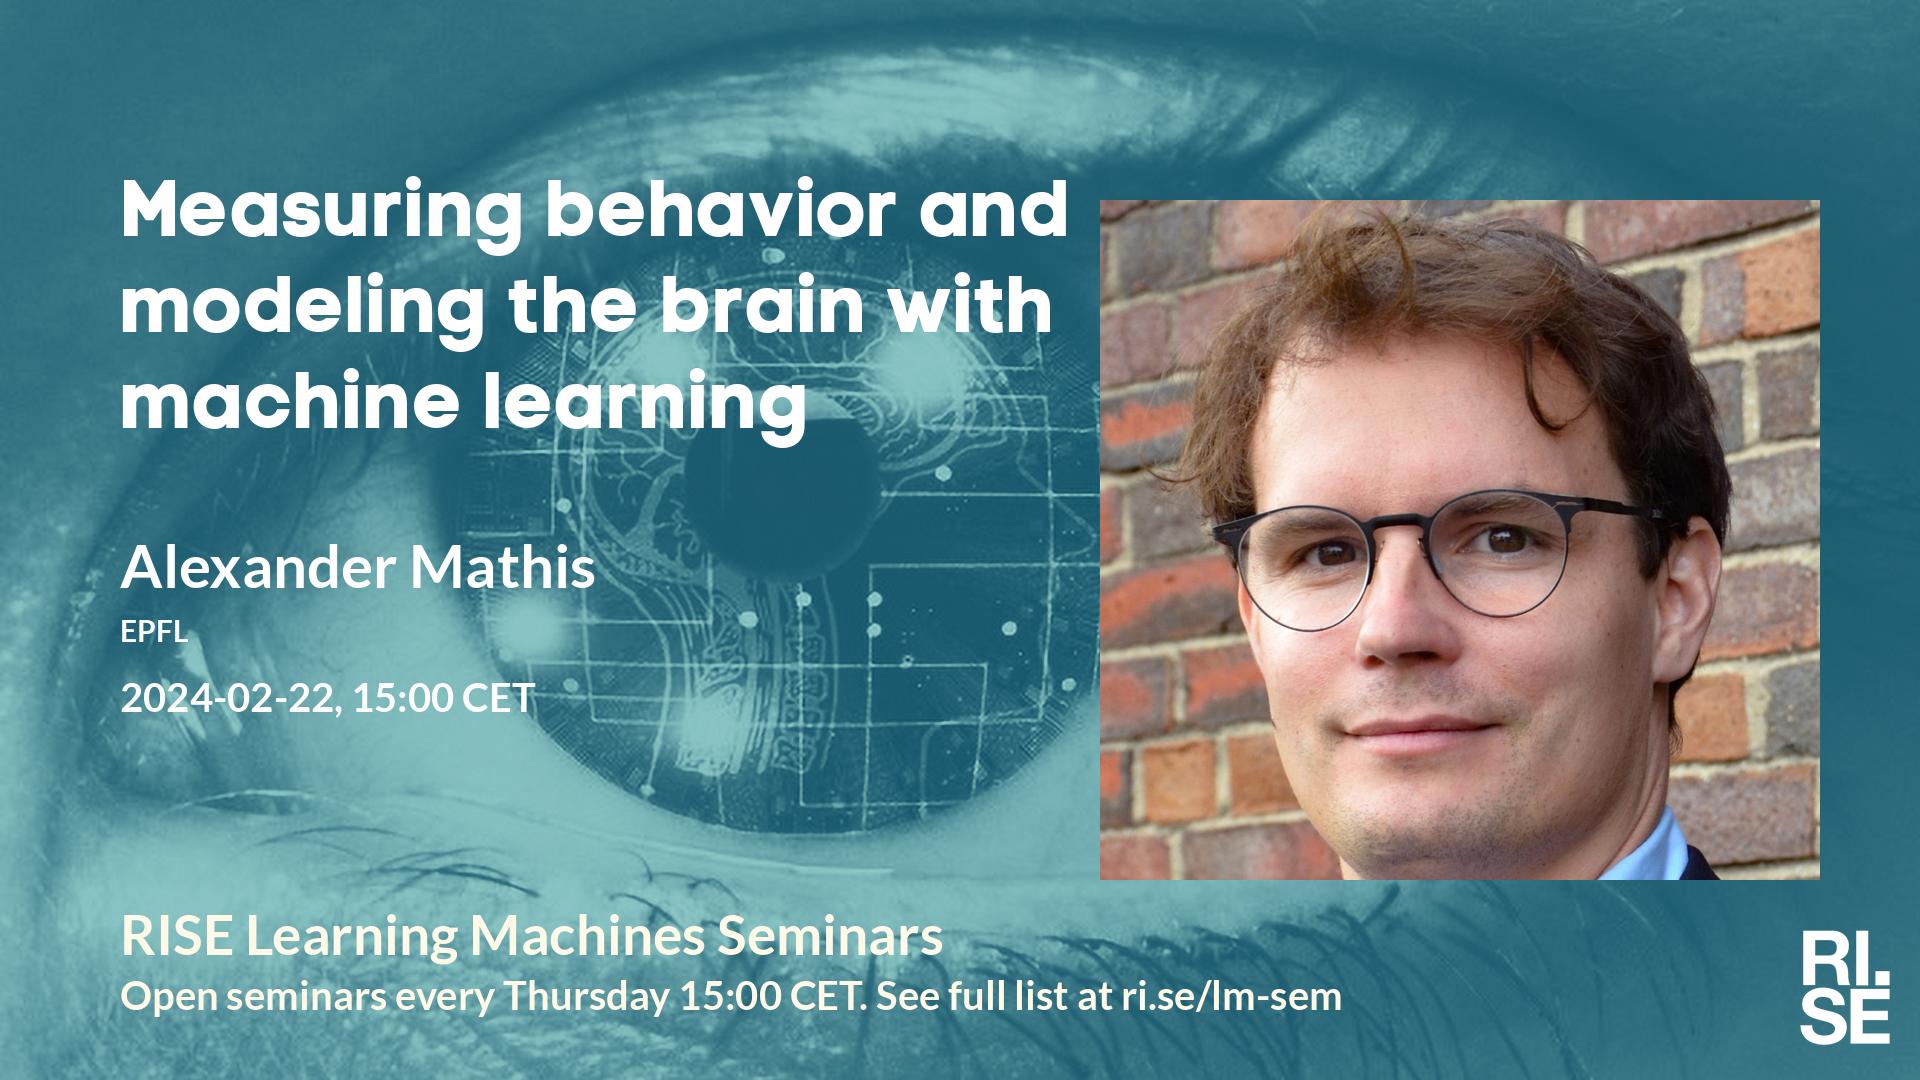 Measuring behavior and
modeling the brain with
machine learning
Alexander Mathis
EPFL
2024-02-22, 15:00 CET
RISE Learning Machines Seminars
Open seminars every Thursday 15:00 CET. See full list at ri.se/lm-sem
RI.
SE